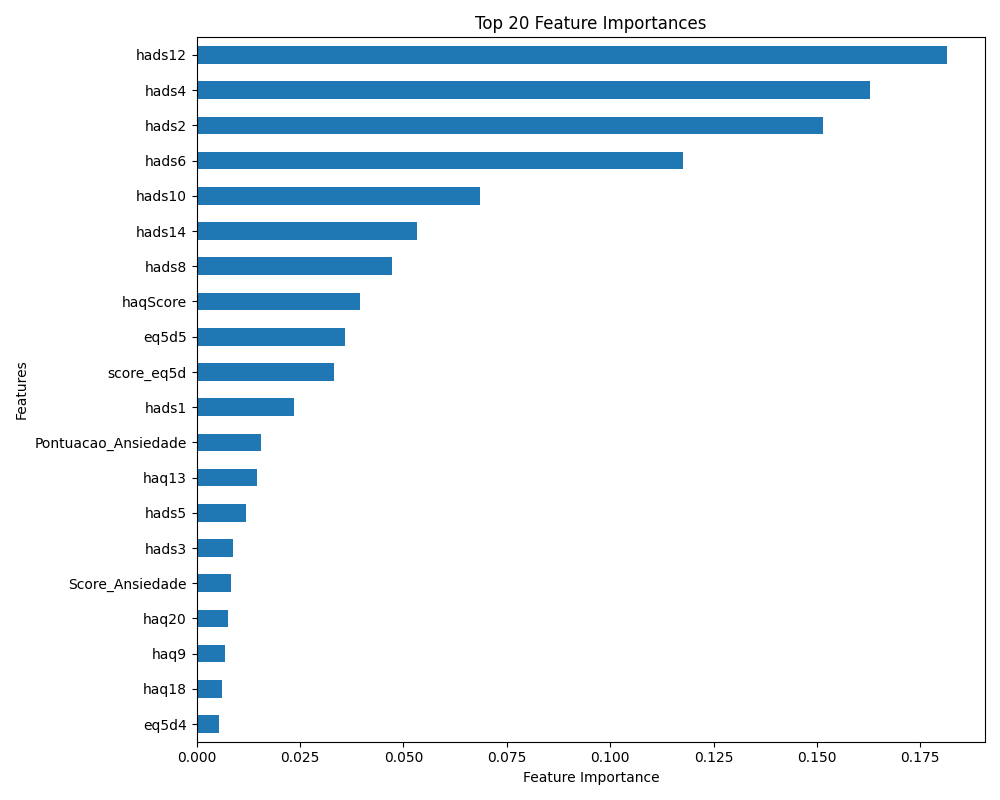 Top 20 Feature Importances
Features
hads12
hads4
hads2
hads6
hads10
hads14
hads8
haqScore
eq5d5
score_eq5d
hads1
Pontuacao_Ansiedade
haq13
hads5
hads3
Score_Ansiedade
haq20
haq9
haq18
eq5d4
0.000 0.025 0.050 0.075 0.100 0.125 0.150 0.175
Feature Importance